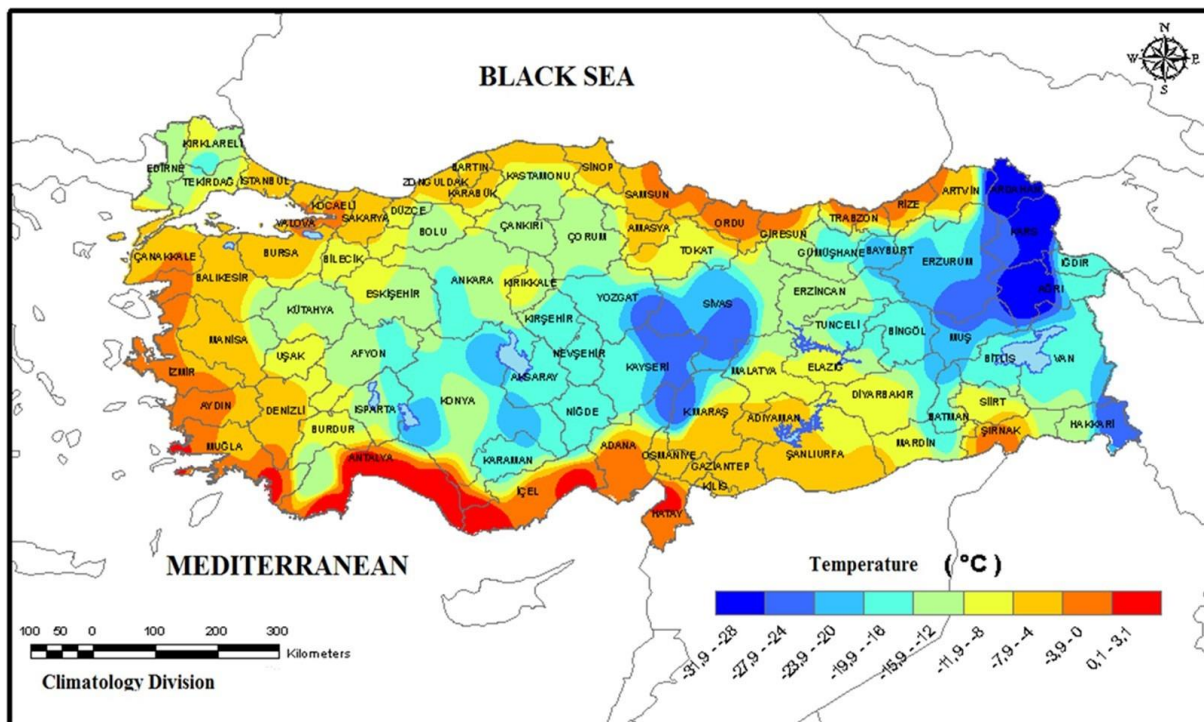 N
W E
S
BLACK SEA
KIRKLARELİ
EDİRNE
TEKİRDAĞ
İSTANBUL
KOCAELİ
YALOVA
SAKARYA
DÜZCE
ZONGULDAK
BARTIN
KARABÜK
KASTAMONU
SİNOP
SAMSUN
ORDU
GİRESUN
TRABZON
RİZE
ARTVİN
ARDAHAN
KARS
IĞDIR
AĞRI
ÇANAKKALE
BALIKESİR
BURSA
BİLECİK
BOLU
ÇANKIRI
ÇORUM
AMASYA
TOKAT
GÜMÜŞHANE
BAYBURT
ERZURUM
ERZİNCAN
KÜTAHYA
ESKİŞEHİR
ANKARA
KIRIKKALE
KIRŞEHİR
YOZGAT
SİVAS
TUNCELİ
BİNGÖL
MUŞ
BİTLİS
VAN
MANİSA
UŞAK
AFYON
İZMİR
AYDIN
DENİZLİ
ISPARTA
BURDUR
KONYA
AKSARAY
NEVŞEHİR
KAYSERİ
NİĞDE
MALATYA
ELAZIĞ
DİYARBAKIR
BATMAN
SİİRT
HAKKARİ
ŞIRNAK
MARDİN
MUĞLA
ANTALYA
KARAMAN
İÇEL
ADANA
K.MARAŞ
ADIYAMAN
OSMANİYE
GAZİANTEP
KİLİS
ŞANLIURFA
HATAY
MEDITERRANEAN
Temperature ( °C)
-31,9 - -28
-27,9 - -24
-23,9 - -20
-19,9 - -16
-15,9 - -12
-11,9 - -8
-7,9 - -4
-3,9 - 0
0,1 - 3,1
100 50 0 100 200 300
Kilometers
Climatology Division